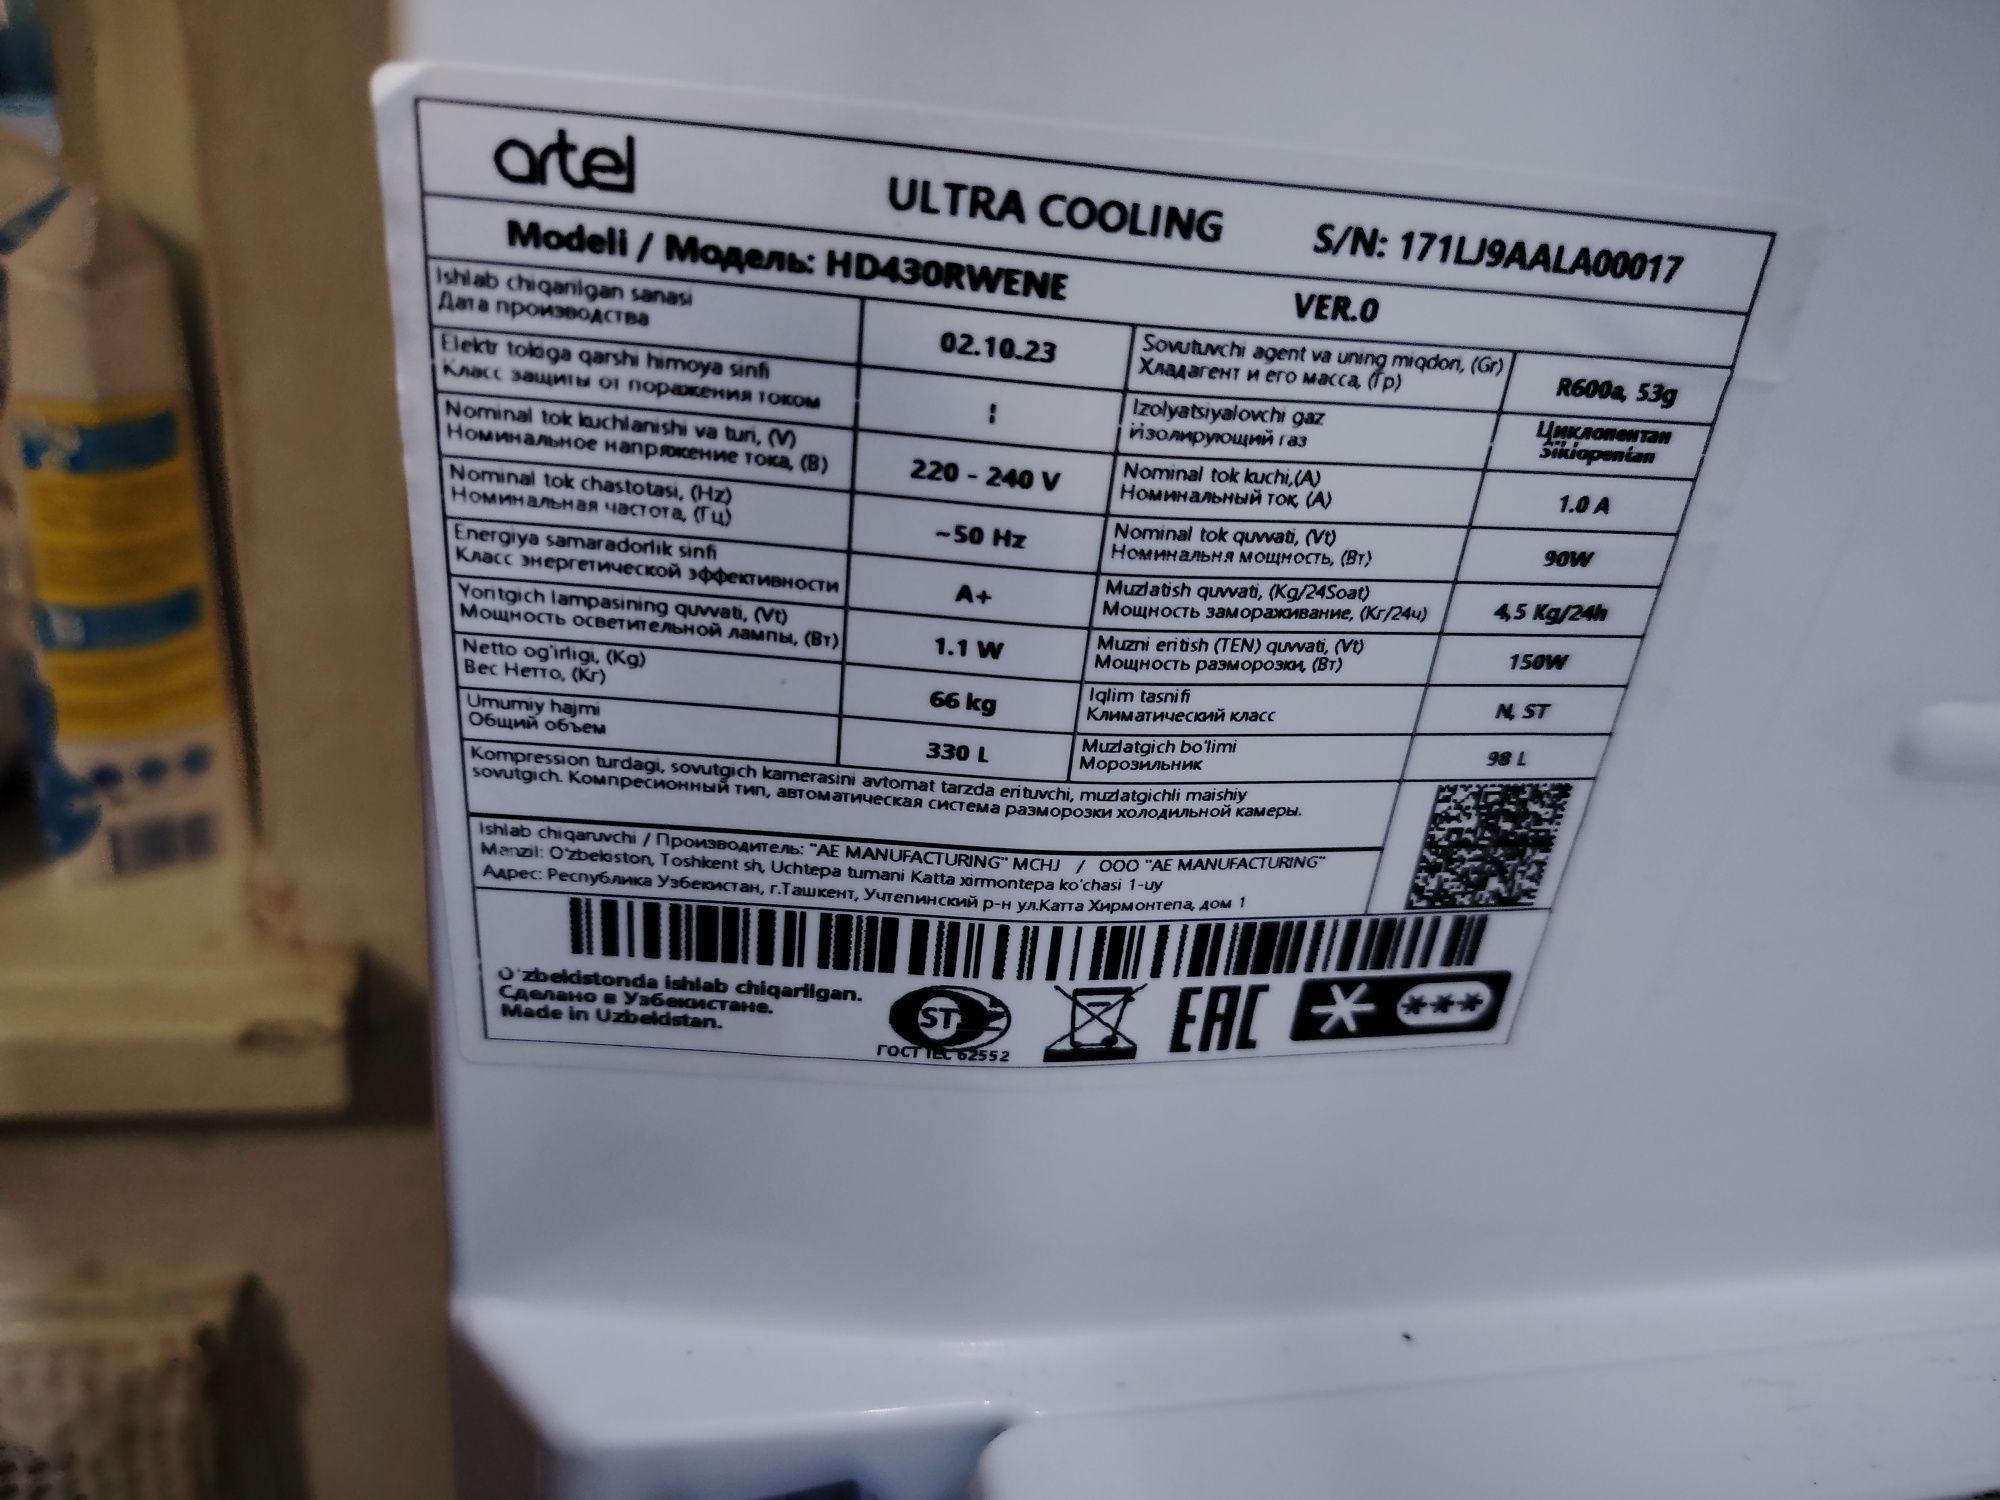 artel
ULTRA COOLING
S/N: 171LJ9AALA00017
Modeli / Модель: HD430RWENE
VER.0
Ishlab chiqarilgan sanasi
Дата производства
02.10.23
Sovutuvchi agent va uning miqdori, (Gr)
Хладагент и его масса, (Гр)
R600a, 53g
Elektr tokiga qarshi himoya sinfi
Класс защиты от поражения током
Izolyatsiyalovchi gaz
Изолирующий газ
Циклопентан
Nominal tok kuchlanishi va turi, (V)
Номинальное напряжение тока, (В)
220 - 240 V
Nominal tok kuchi,(A)
Номинальный ток, (А)
1.0 A
Nominal tok chastotasi, (Hz)
Номинальная частота, (Гц)
~50 Hz
Nominal tok quvvati, (Vt)
Номинальня мощность, (Вт)
90W
Energiya samaradorlik sinfi
Класс энергетической эффективности
A+
Muzlatish quvvati, (Kg/24Soat)
Мощность замораживание, (Кг/24ч)
4,5 Kg/24h
Yoritgich lampasining quvvati, (Vt)
Мощность осветительной лампы, (Вт)
1.1 W
Muzni eritish (TEN) quvvati, (Vt)
Мощность разморозки, (Вт)
150W
Netto og'irligi, (Kg)
Вес Нетто, (Кг)
66 kg
Iqlim tasnifi
Климатический класс
N, ST
Umumiy hajmi
Общий объем
330 L
Muzlatgich bo'limi
Морозильник
98 L
Kompression turdagi, sovutgich kamerasini avtomat tarzda erituvchi, muzlatgichli maishiy
sovutgich. Компресионный тип, автоматическая система разморозки холодильной камеры.
Ishlab chiqaruvchi / Производитель: "AE MANUFACTURING" MCHJ / ООО "AE MANUFACTURING"
Manzil: O'zbekiston, Toshkent sh, Uchtepa tumani Katta xirmontepa ko'chasi 1-uy
Адрес: Республика Узбекистан, г.Ташкент, Учтепинский р-н ул.Катта Хирмонтепа, дом 1
O'zbekistonda ishlab chiqarilgan.
Сделано в Узбекистане.
Made in Uzbekistan.
ST
ГОСТ IEC 62552
EAC